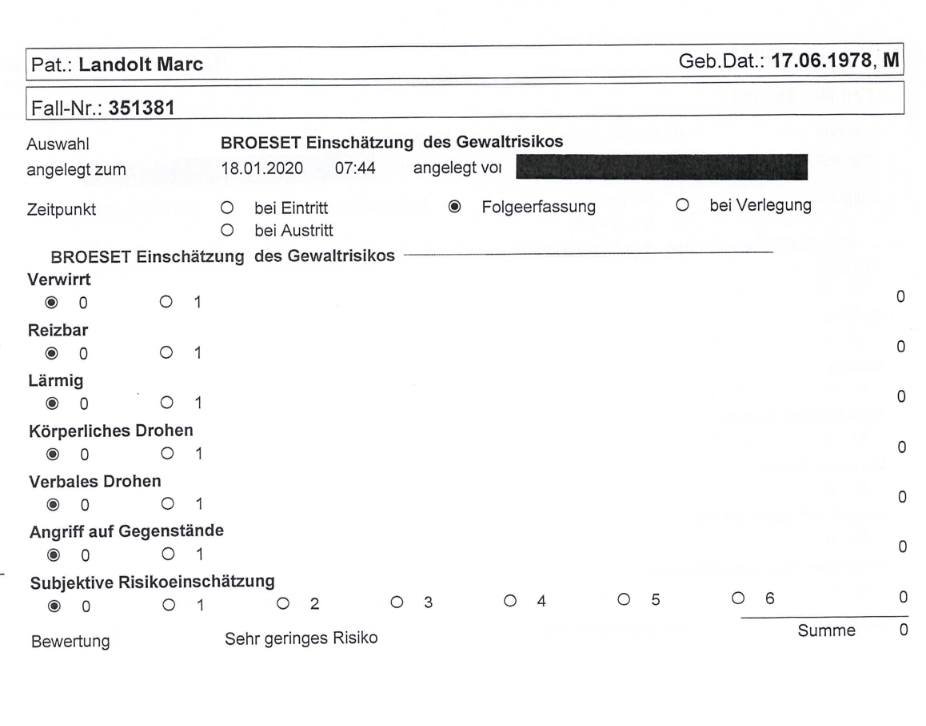 Pat.: Landolt Marc Geb.Dat.: 17.06.1978, M
Fall-Nr.: 351381
Auswahl BROESET Einschätzung des Gewaltrisikos
angelegt zum 18.01.2020 07:44 angelegt vor
Zeitpunkt bei Eintritt Folgeerfassung bei Verlegung
bei Austritt
BROESET Einschätzung des Gewaltrisikos
Verwirrt
0 1 0
Reizbar
0 1 0
Lärmig
0 1 0
Körperliches Drohen
0 1 0
Verbales Drohen
0 1 0
Angriff auf Gegenstände
0 1 0
Subjektive Risikoeinschätzung
0 1 2 3 4 5 6 0
Bewertung Sehr geringes Risiko Summe 0